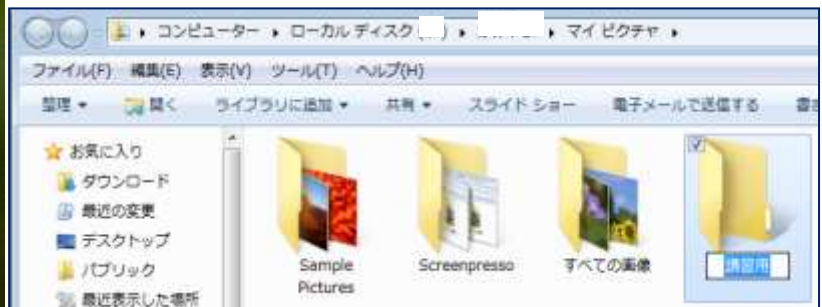 コンピューター ▸ ローカル ディスク ▸ マイ ピクチャ ▸
ファイル(F) 編集(E) 表示(V) ツール(T) ヘルプ(H)
整理 ▼ 開く ライブラリに追加 ▼ 共有 ▼ スライド ショー 電子メールで送信する 書き
お気に入り
ダウンロード
最近の変更
デスクトップ
パブリック
最近表示した場所
Sample
Pictures
Screenpresso
すべての画像
講習用